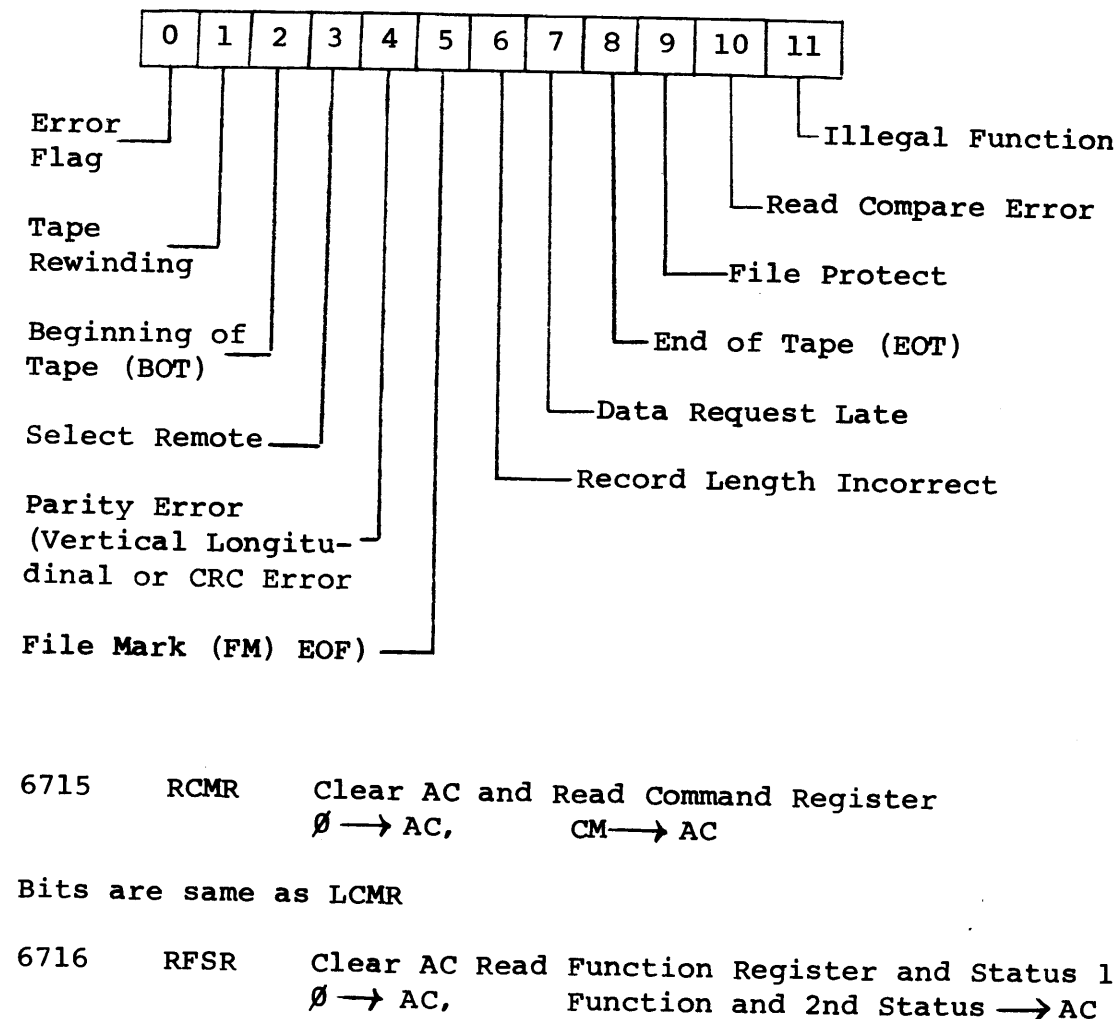 0 1 2 3 4 5 6 7 8 9 10 11
Error
Flag
Illegal Function
Read Compare Error
Tape
Rewinding
File Protect
Beginning of
Tape (BOT)
End of Tape (EOT)
Data Request Late
Select Remote
Record Length Incorrect
Parity Error
(Vertical Longitu-
dinal or CRC Error
File Mark (FM) EOF)
6715 RCMR Clear AC and Read Command Register
Ø → AC, CM → AC
Bits are same as LCMR
6716 RFSR Clear AC Read Function Register and Status 1
Ø → AC, Function and 2nd Status → AC